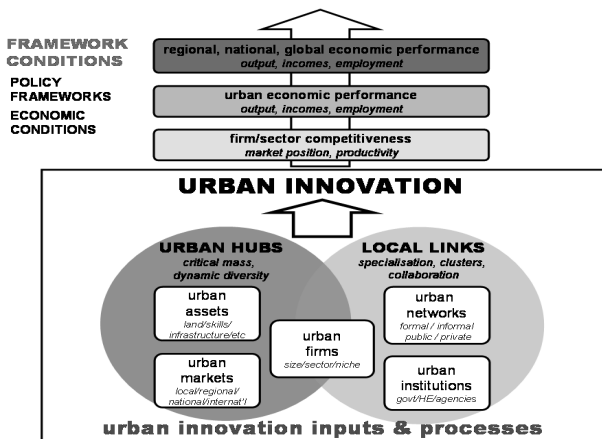 FRAMEWORK
CONDITIONS
POLICY
FRAMEWORKS
ECONOMIC
CONDITIONS
regional, national, global economic performance
output, incomes, employment
urban economic performance
output, incomes, employment
firm/sector competitiveness
market position, productivity
URBAN INNOVATION
URBAN HUBS
critical mass,
dynamic diversity
LOCAL LINKS
specialisation, clusters,
collaboration
urban
assets
land/skills/
infrastructure/etc
urban
markets
local/regional/
national/internat'l
urban
firms
size/sector/niche
urban
networks
formal / informal
public / private
urban
institutions
govt/HE/agencies
urban innovation inputs & processes